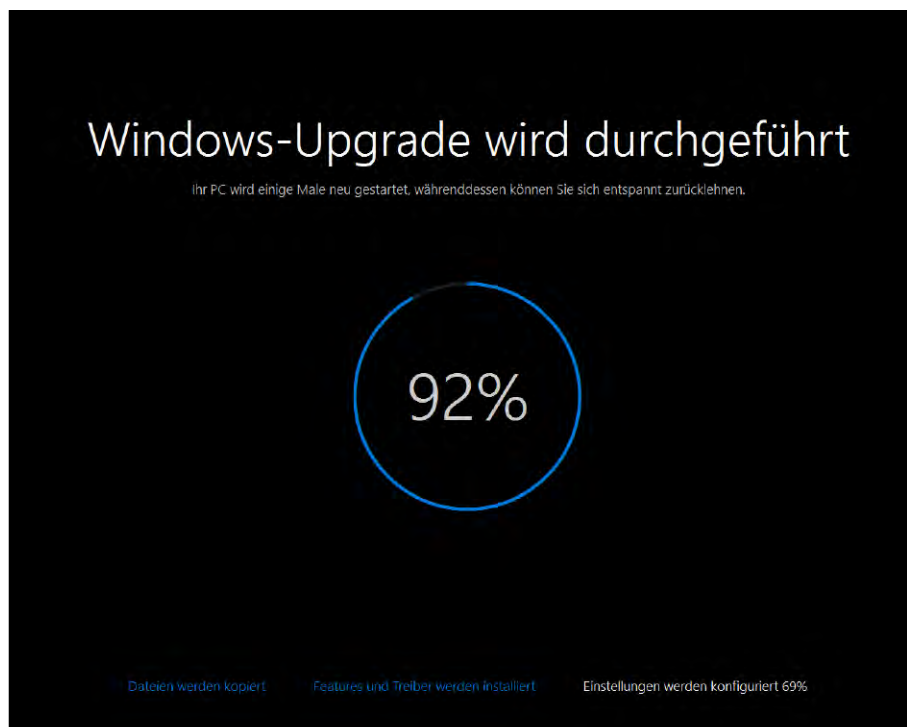 Windows-Upgrade wird durchgeführt
Ihr PC wird einige Male neu gestartet, währenddessen können Sie sich entspannt zurücklehnen.
92%
Dateien werden kopiert Features und Treiber werden installiert Einstellungen werden konfiguriert 69%